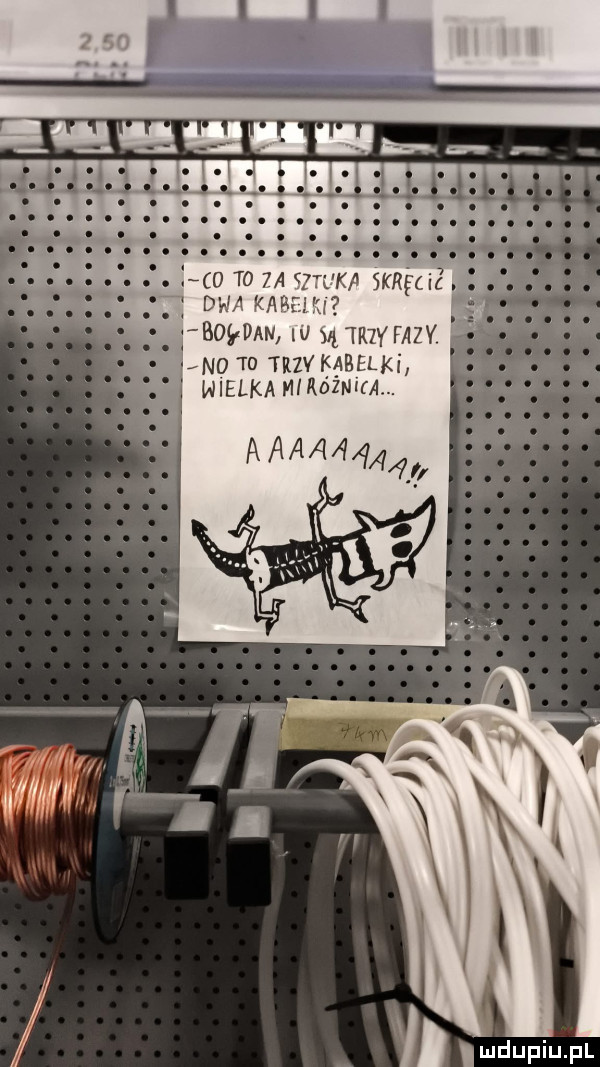 2,50
PLN
-CO TO ZA SZTUKA SKRĘCIĆ
DWA KABELKI?
-BOGDAN, TU SĄ TRZY FAZY.
-NO TO TRZY KABELKi,
WIELKA MI RÓŻNICA...
AAAAAAAA!!
mdupiu.pl